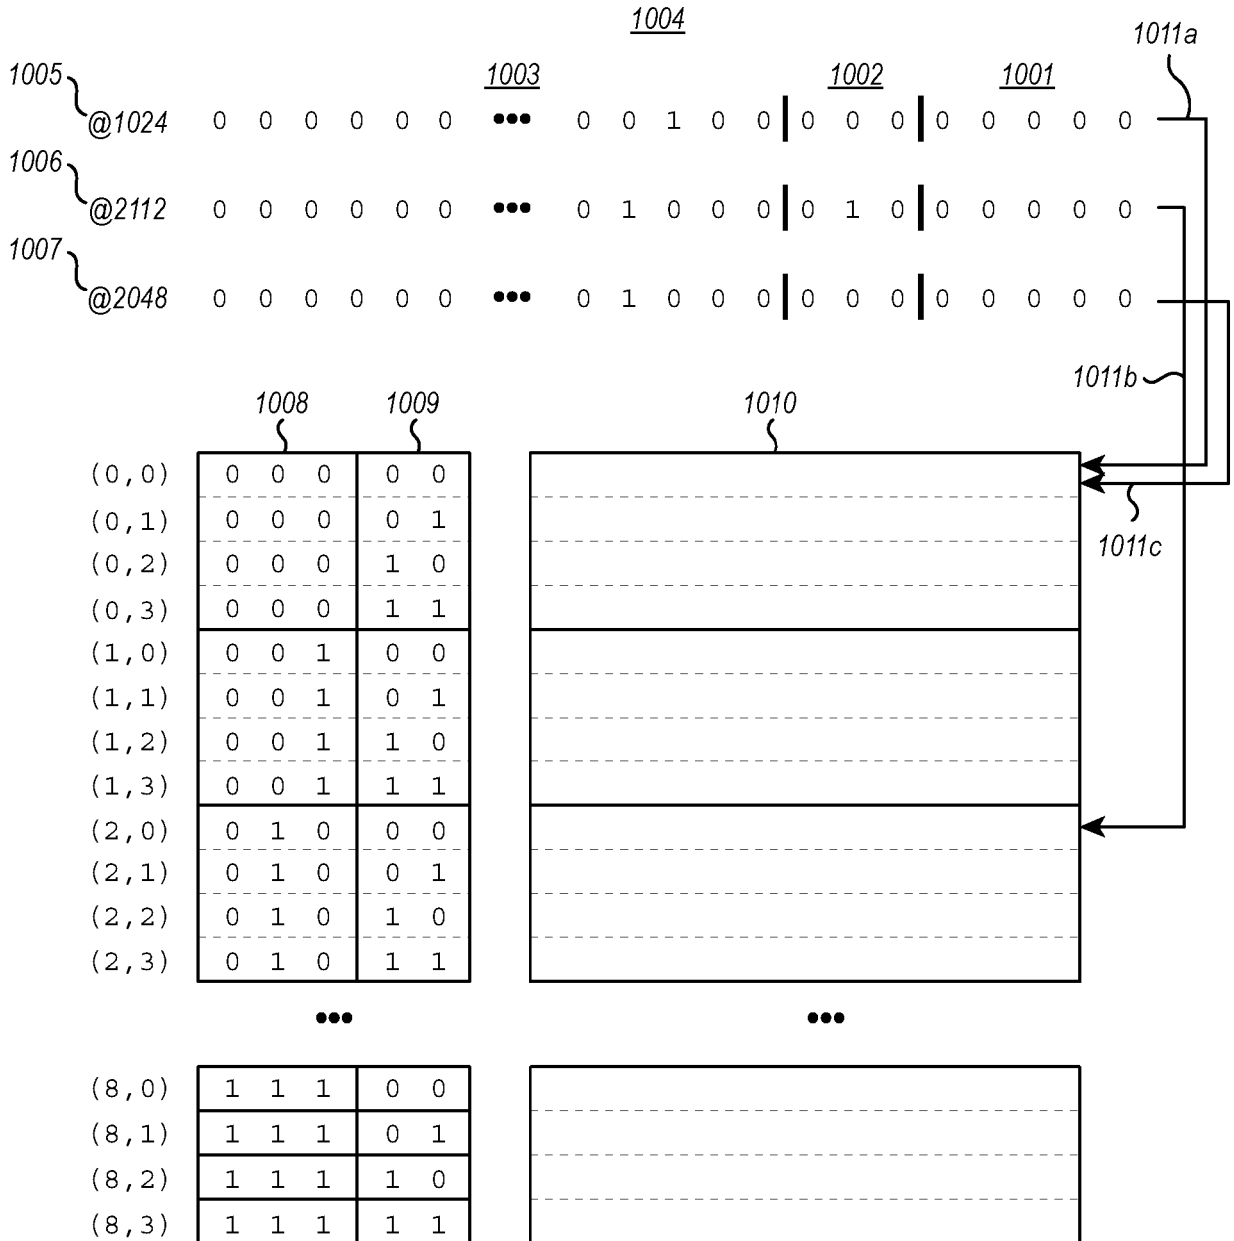 1004
1011a
1005 1003 1002 1001
@1024 0 0 0 0 0 0 ••• 0 0 1 0 0 | 0 0 0 | 0 0 0 0 0
1006
@2112 0 0 0 0 0 0 ••• 0 1 0 0 0 | 0 1 0 | 0 0 0 0 0
1007
@2048 0 0 0 0 0 0 ••• 0 1 0 0 0 | 0 0 0 | 0 0 0 0 0
1011b
1008 1009 1010
(0,0) 0 0 0 0 0
(0,1) 0 0 0 0 1
1011c
(0,2) 0 0 0 1 0
(0,3) 0 0 0 1 1
(1,0) 0 0 1 0 0
(1,1) 0 0 1 0 1
(1,2) 0 0 1 1 0
(1,3) 0 0 1 1 1
(2,0) 0 1 0 0 0
(2,1) 0 1 0 0 1
(2,2) 0 1 0 1 0
(2,3) 0 1 0 1 1
••• •••
(8,0) 1 1 1 0 0
(8,1) 1 1 1 0 1
(8,2) 1 1 1 1 0
(8,3) 1 1 1 1 1